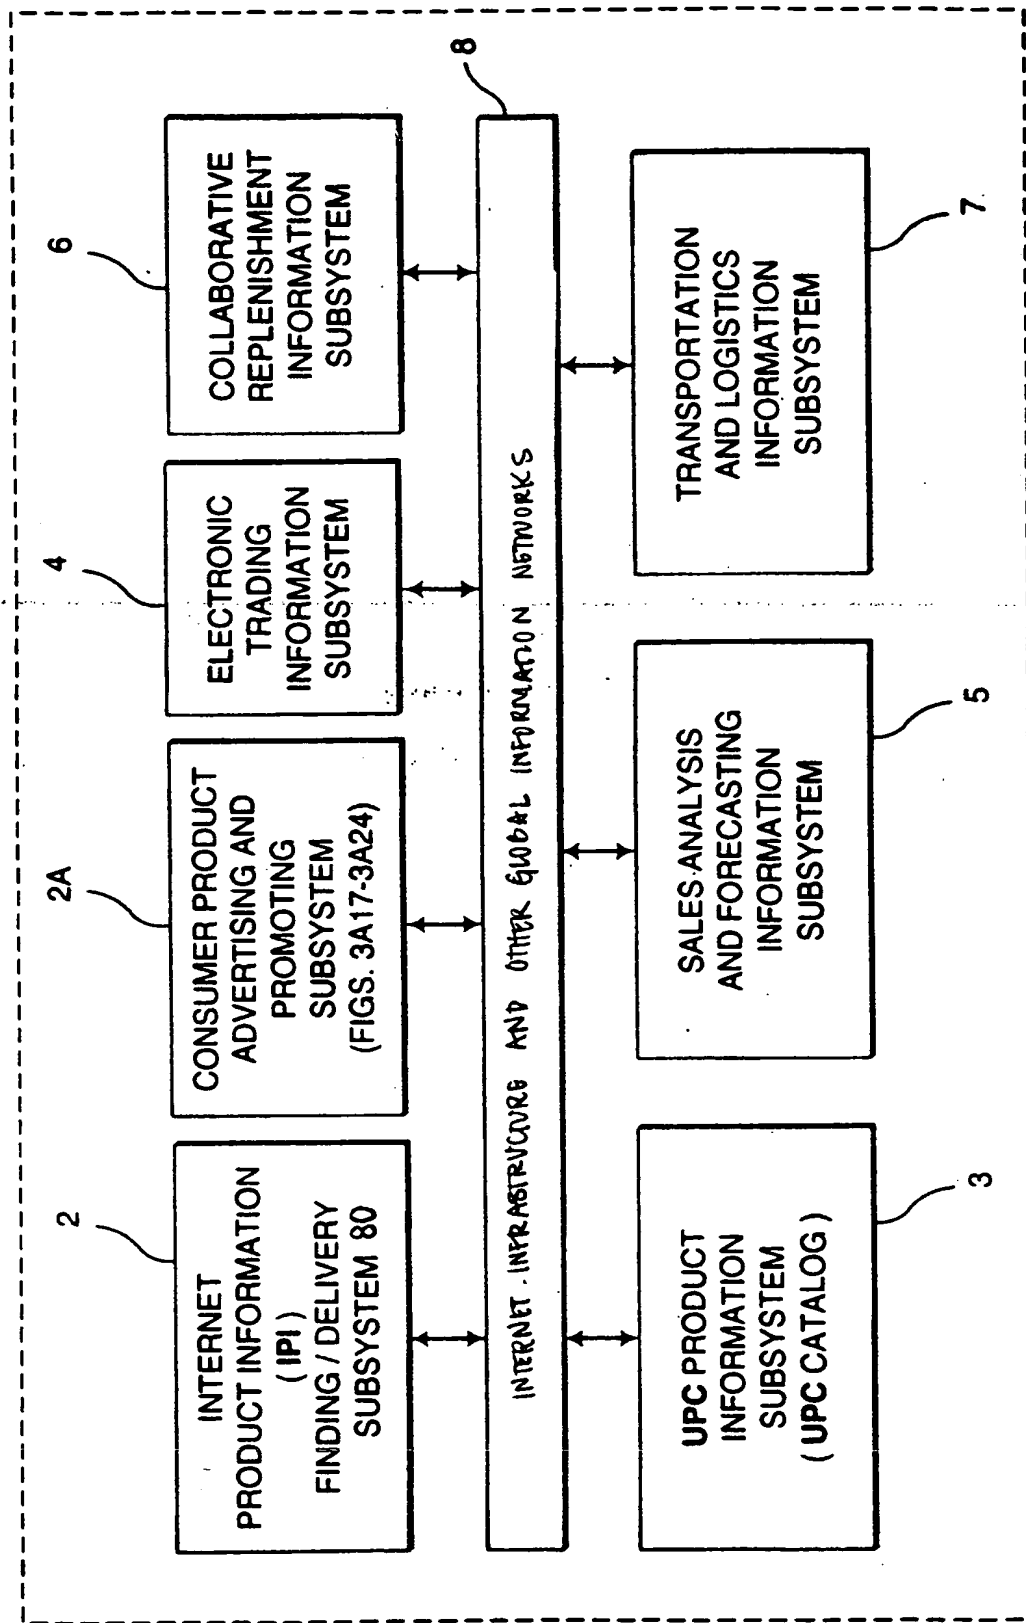 2
INTERNET
PRODUCT INFORMATION
( IPI )
FINDING / DELIVERY
SUBSYSTEM 80
2A
CONSUMER PRODUCT
ADVERTISING AND
PROMOTING
SUBSYSTEM
(FIGS. 3A17-3A24)
4
ELECTRONIC
TRADING
INFORMATION
SUBSYSTEM
6
COLLABORATIVE
REPLENISHMENT
INFORMATION
SUBSYSTEM
INTERNET INFRASTRUCTURE AND OTHER GLOBAL INFORMATION NETWORKS
8
UPC PRODUCT
INFORMATION
SUBSYSTEM
( UPC CATALOG )
3
SALES ANALYSIS
AND FORECASTING
INFORMATION
SUBSYSTEM
5
TRANSPORTATION
AND LOGISTICS
INFORMATION
SUBSYSTEM
7